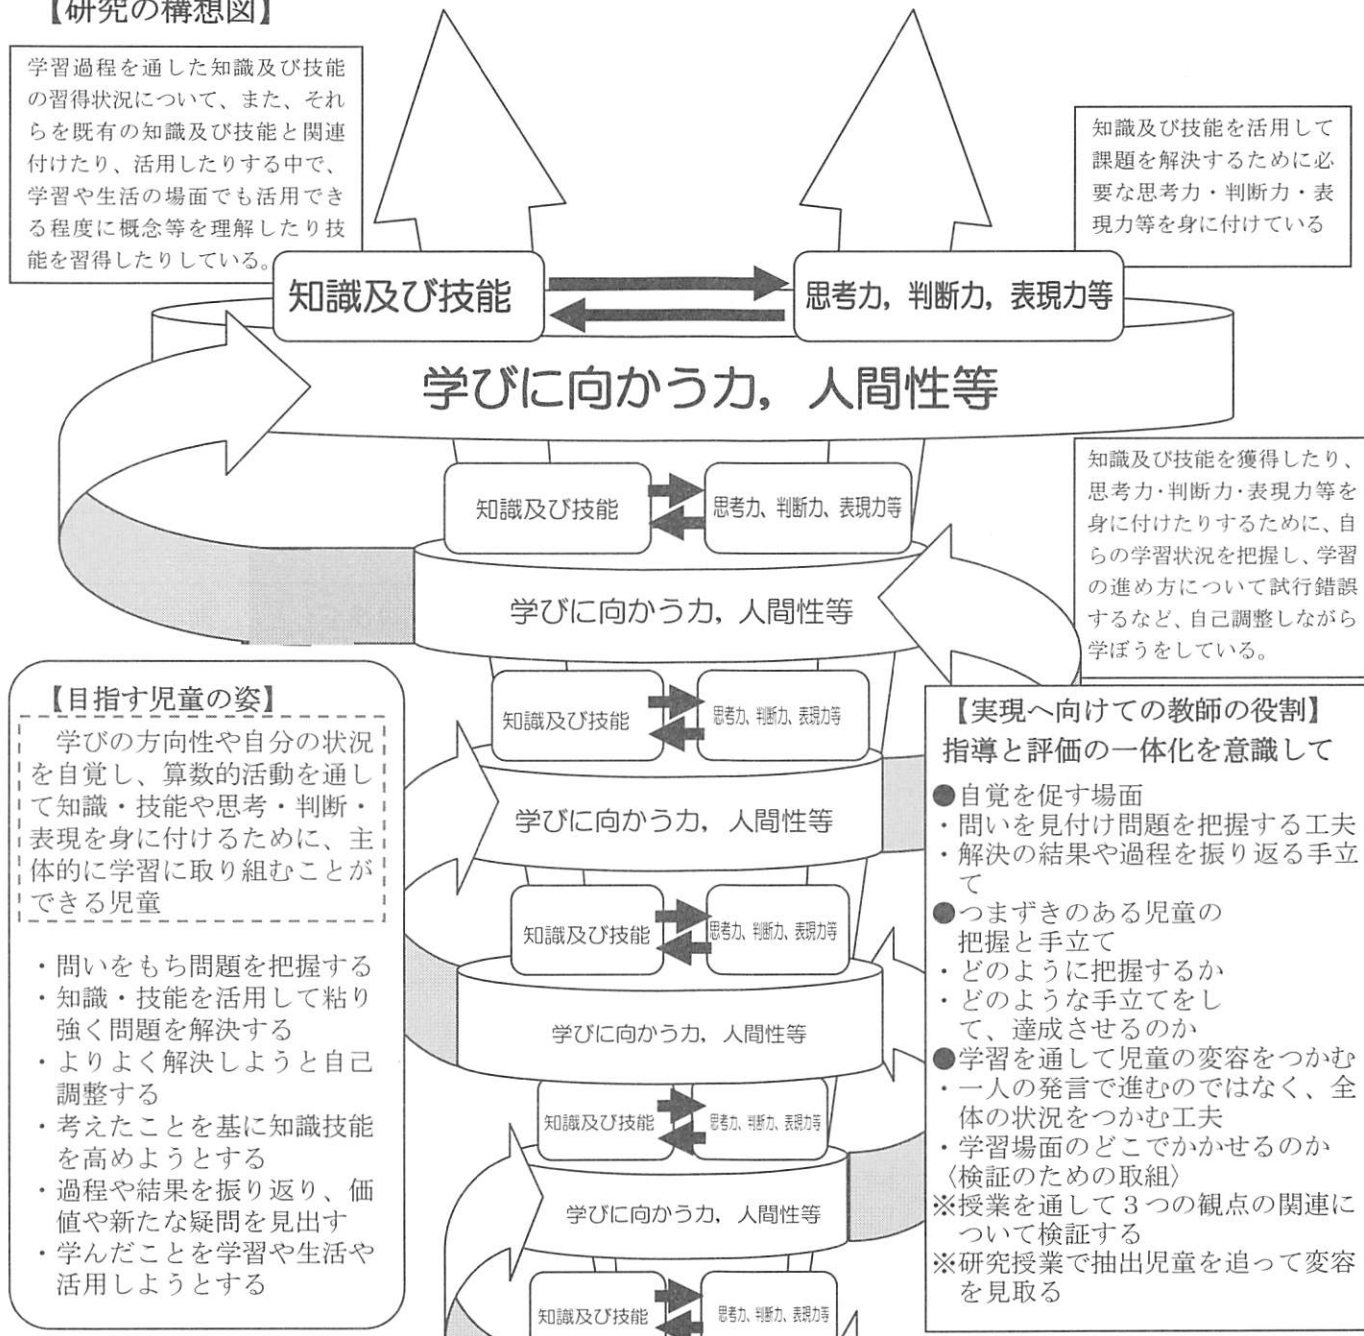 【研究の構想図】
学習過程を通した知識及び技能
の習得状況について、また、それ
らを既有の知識及び技能と関連
付けたり、活用したりする中で、
学習や生活の場面でも活用でき
る程度に概念等を理解したり技
能を習得したりしている。
知識及び技能を活用して
課題を解決するために必
要な思考力・判断力・表
現力等を身に付けている
知識及び技能
思考力，判断力，表現力等
学びに向かう力，人間性等
知識及び技能を獲得したり、
思考力・判断力・表現力等を
身に付けたりするために、自
らの学習状況を把握し、学習
の進め方について試行錯誤
するなど、自己調整しながら
学ぼうをしている。
知識及び技能
思考力、判断力、表現力等
学びに向かう力，人間性等
知識及び技能
思考力、判断力、表現力等
学びに向かう力，人間性等
知識及び技能
思考力、判断力、表現力等
学びに向かう力，人間性等
知識及び技能
思考力、判断力、表現力等
学びに向かう力，人間性等
知識及び技能
思考力、判断力、表現力等
【目指す児童の姿】
学びの方向性や自分の状況
を自覚し、算数的活動を通し
て知識・技能や思考・判断・
表現を身に付けるために、主
体的に学習に取り組むことが
できる児童
・問いをもち問題を把握する
・知識・技能を活用して粘り
強く問題を解決する
・よりよく解決しようと自己
調整する
・考えたことを基に知識技能
を高めようとする
・過程や結果を振り返り、価
値や新たな疑問を見出す
・学んだことを学習や生活や
活用しようとする
【実現へ向けての教師の役割】
指導と評価の一体化を意識して
●自覚を促す場面
・問いを見付け問題を把握する工夫
・解決の結果や過程を振り返る手立
て
●つまずきのある児童の
把握と手立て
・どのように把握するか
・どのような手立てをし
て、達成させるのか
●学習を通して児童の変容をつかむ
・一人の発言で進むのではなく、全
体の状況をつかむ工夫
・学習場面のどこでかかせるのか
〈検証のための取組〉
※授業を通して３つの観点の関連に
ついて検証する
※研究授業で抽出児童を追って変容
を見取る